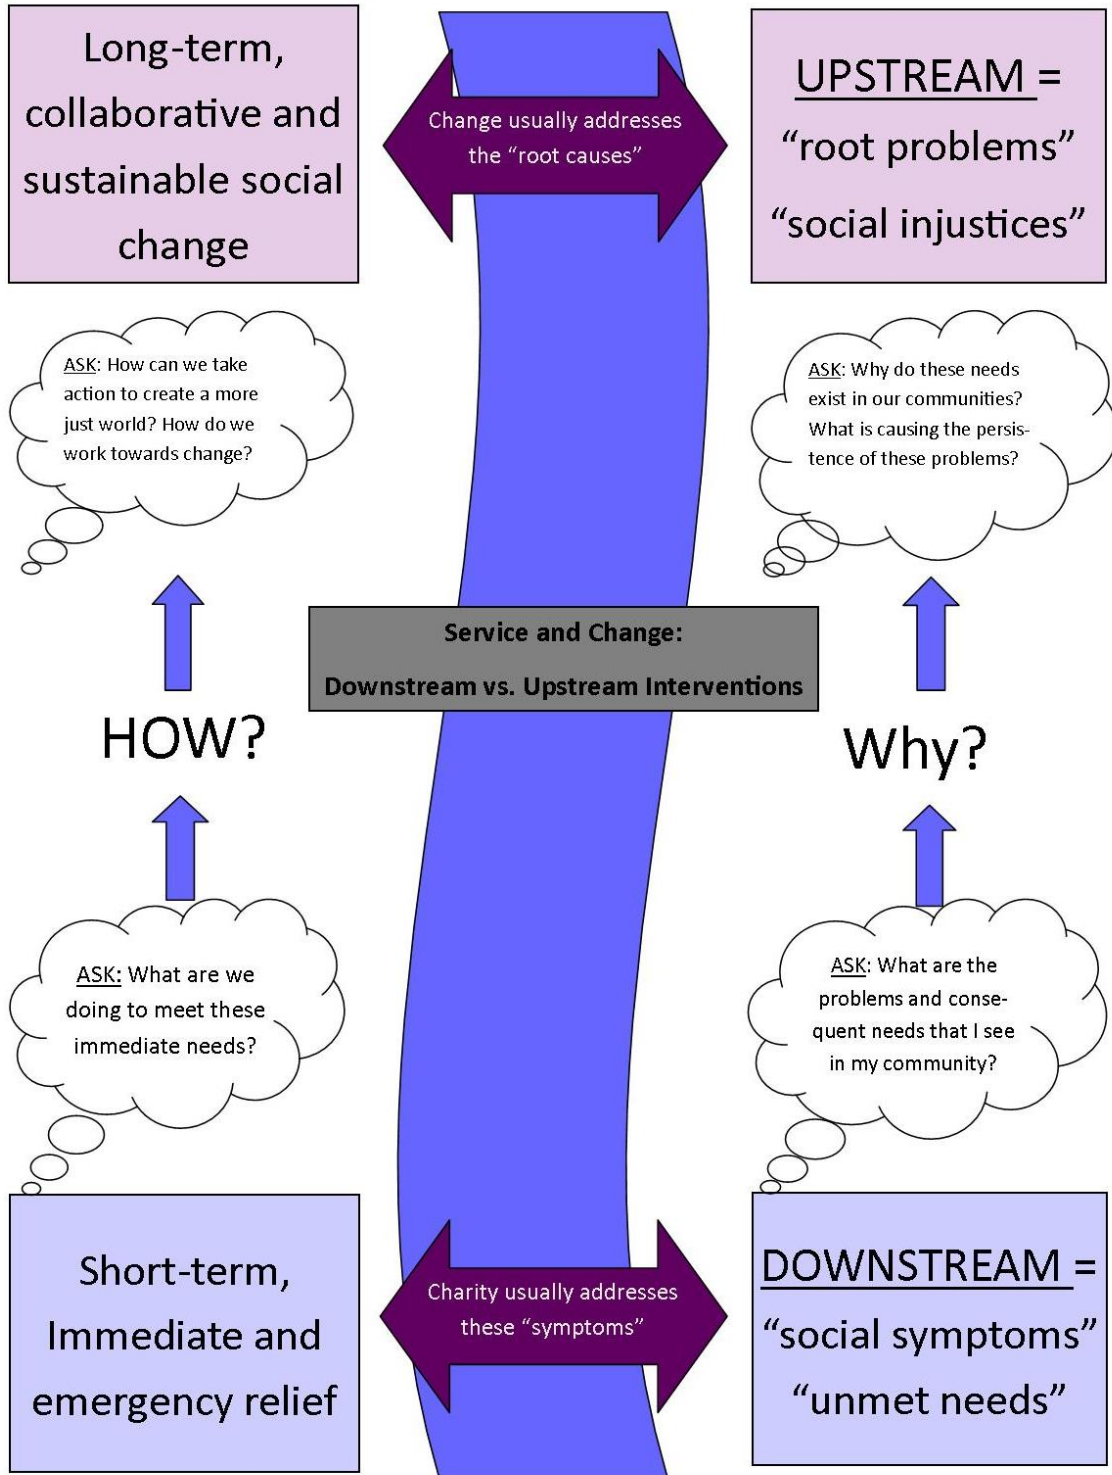 Long-term,
collaborative and
sustainable social
change
Change usually addresses
the “root causes”
UPSTREAM =
“root problems”
“social injustices”
ASK: How can we take
action to create a more
just world? How do we
work towards change?
ASK: Why do these needs
exist in our communities?
What is causing the persis-
tence of these problems?
Service and Change:
Downstream vs. Upstream Interventions
HOW?
Why?
ASK: What are we
doing to meet these
immediate needs?
ASK: What are the
problems and conse-
quent needs that I see
in my community?
Short-term,
Immediate and
emergency relief
Charity usually addresses
these “symptoms”
DOWNSTREAM =
“social symptoms”
“unmet needs”